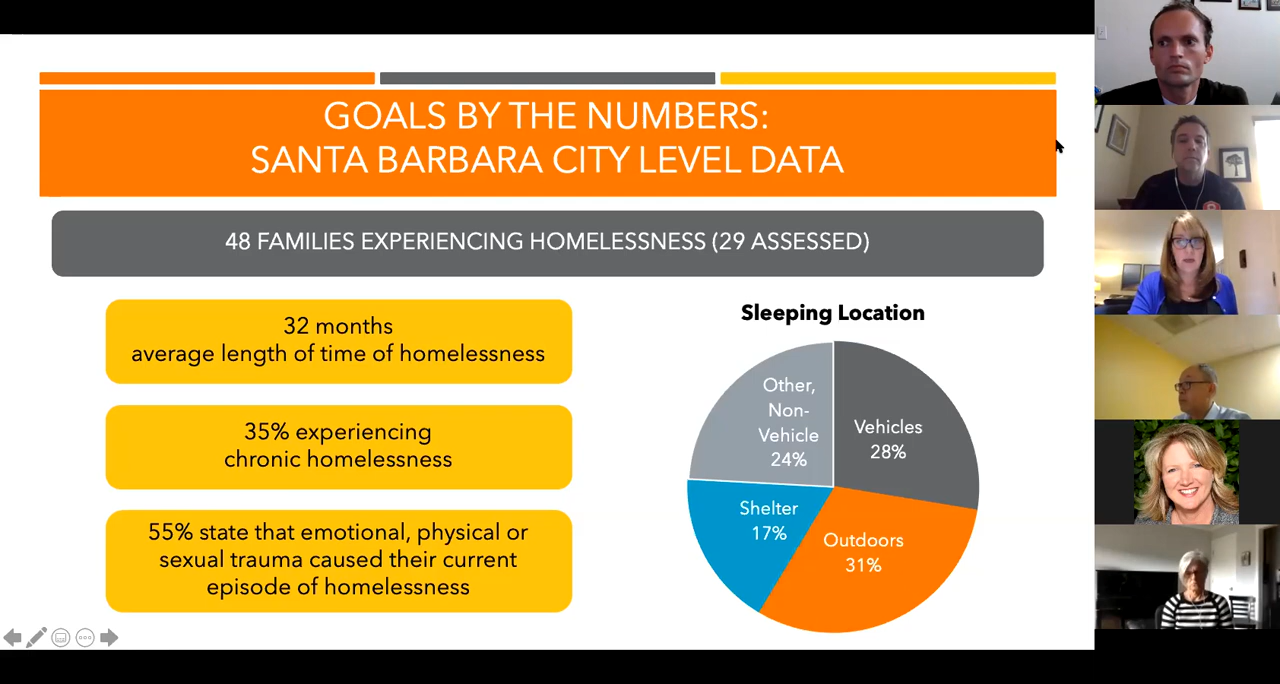 GOALS BY THE NUMBERS:
SANTA BARBARA CITY LEVEL DATA
48 FAMILIES EXPERIENCING HOMELESSNESS (29 ASSESSED)
32 months
average length of time of homelessness
35% experiencing
chronic homelessness
55% state that emotional, physical or
sexual trauma caused their current
episode of homelessness
Sleeping Location
Other,
Non-
Vehicle
24%
Vehicles
28%
Shelter
17%
Outdoors
31%